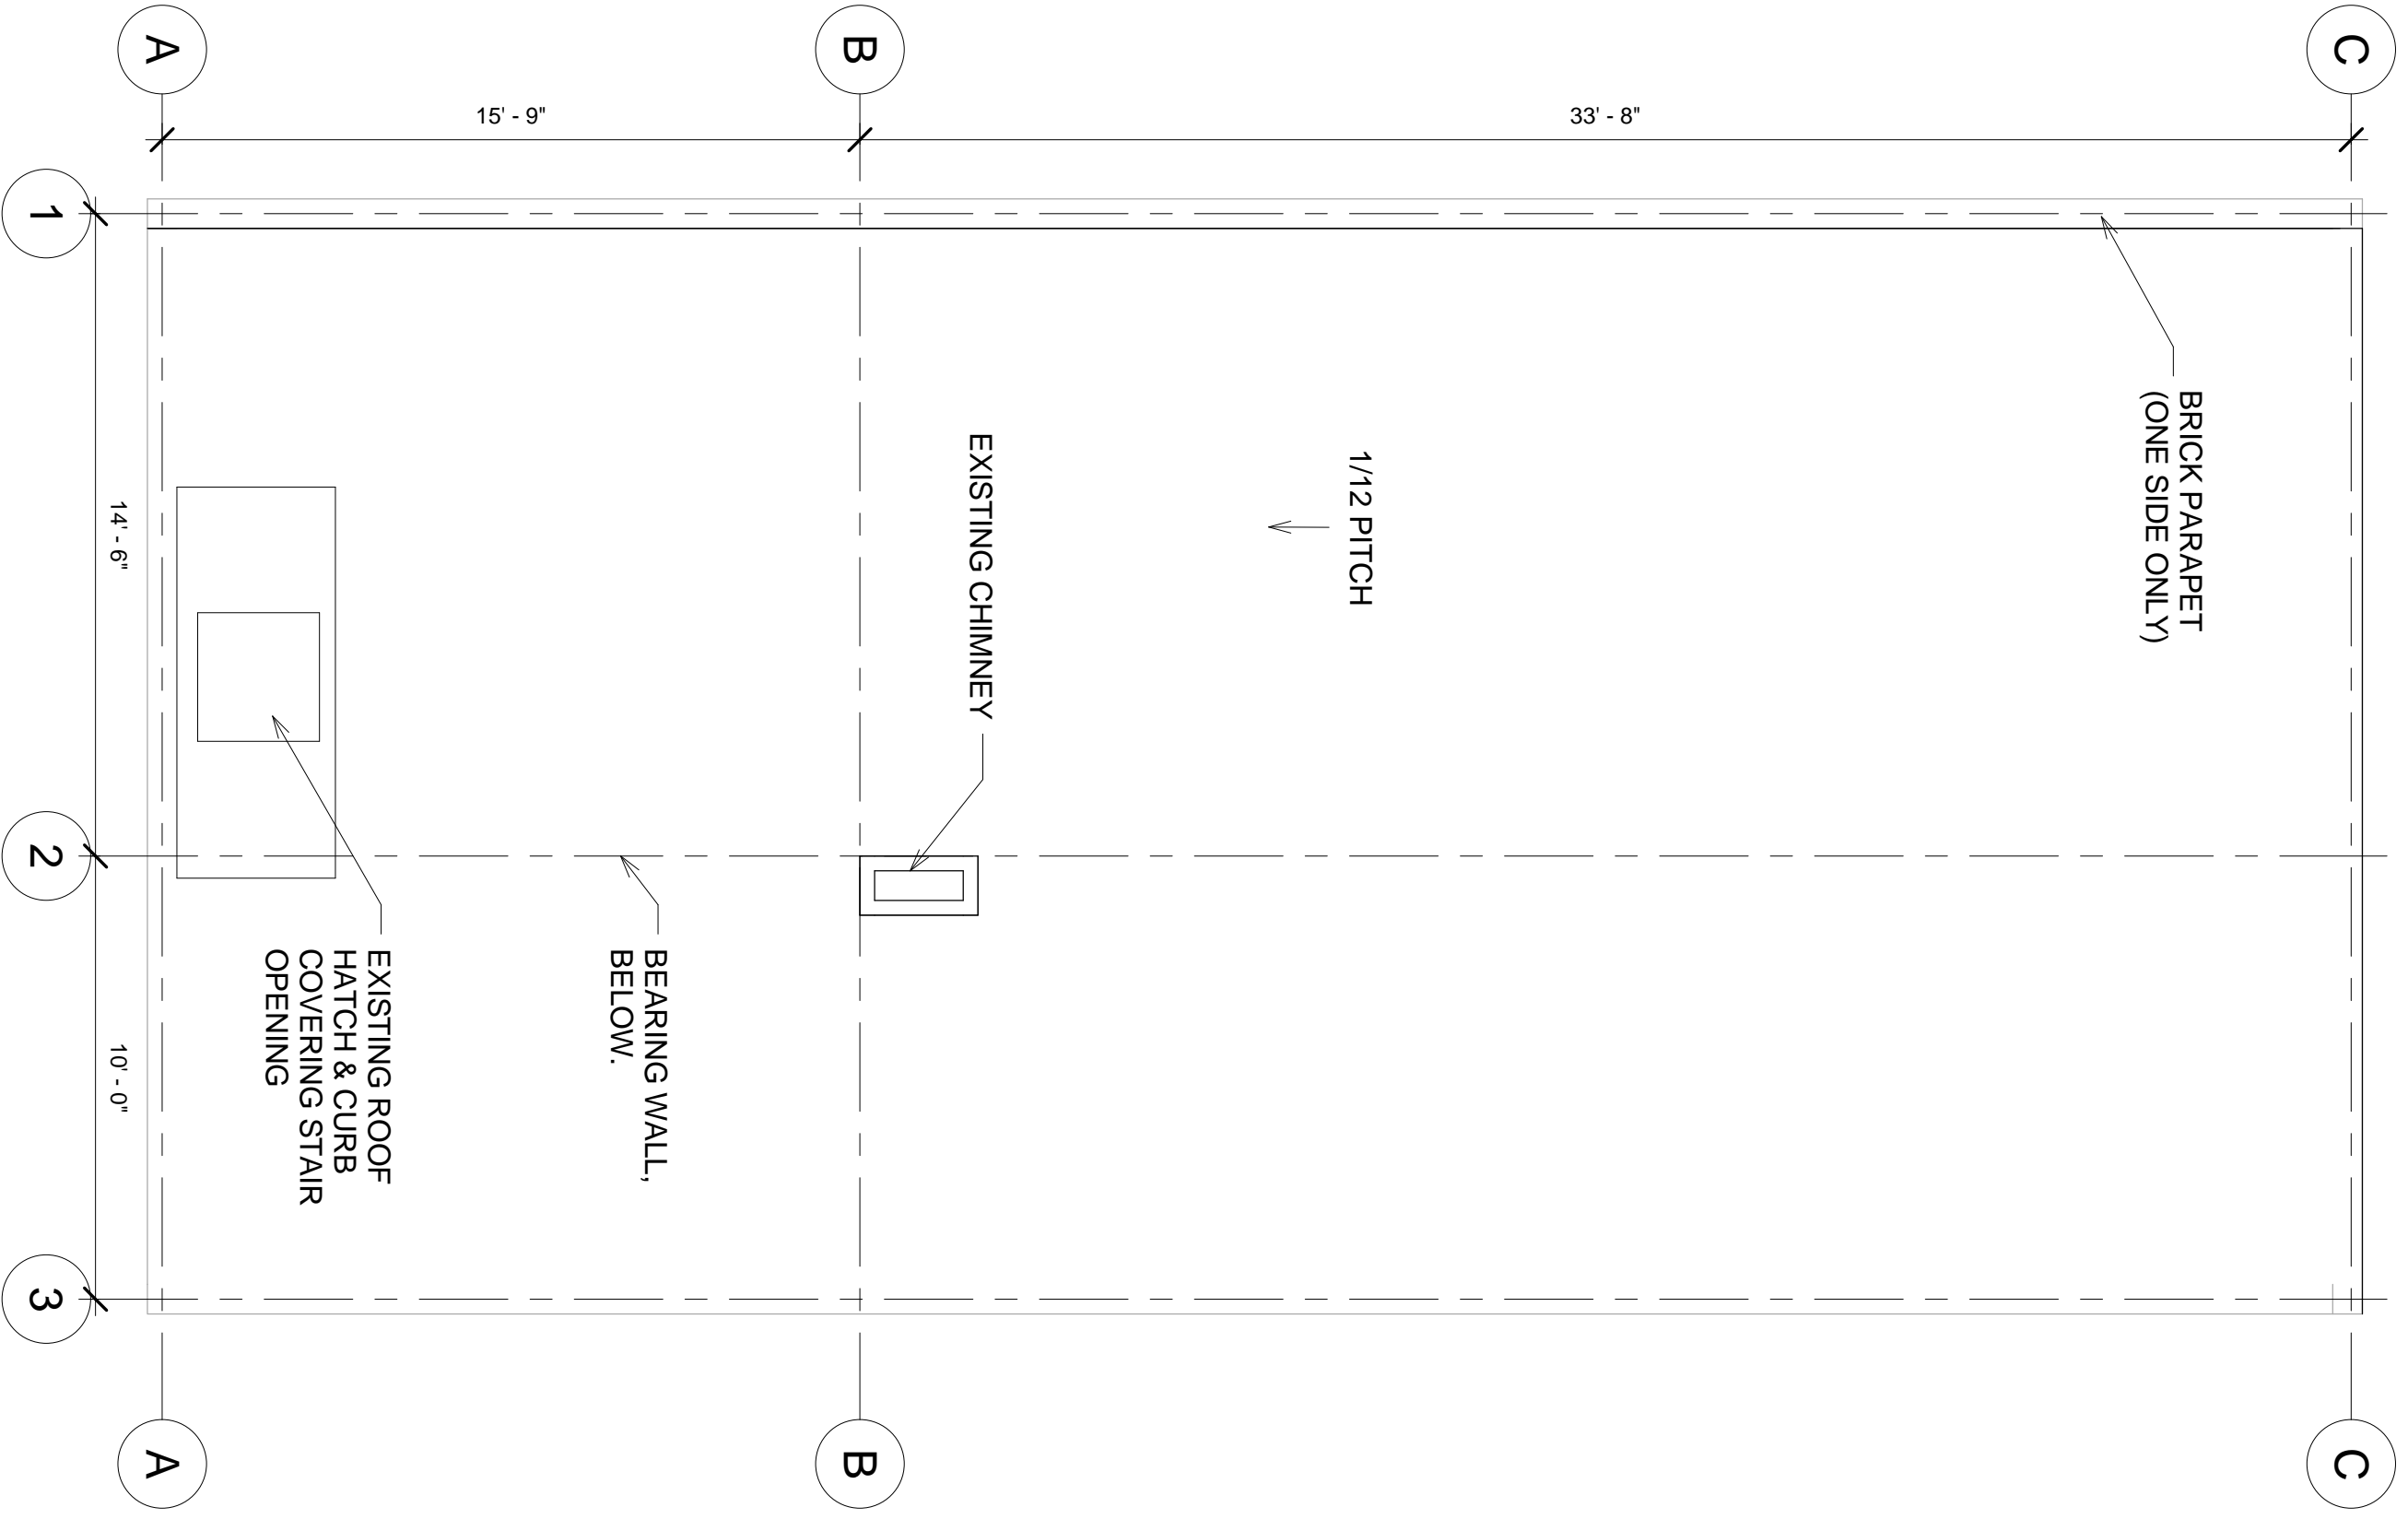 A
B
C
15' - 9"
33' - 8"
1
2
3
14' - 6"
10' - 0"
BRICK PARAPET
(ONE SIDE ONLY)
1/12 PITCH
EXISTING CHIMNEY
BEARING WALL,
BELOW.
EXISTING ROOF
HATCH & CURB
COVERING STAIR
OPENING
A
B
C